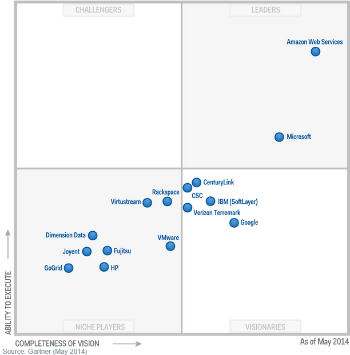 CHALLENGERS
LEADERS
Amazon Web Services
Microsoft
CenturyLink
Rackspace
CSC
Virtustream
IBM (SoftLayer)
Verizon Terremark
Google
Dimension Data
VMware
Joyent
Fujitsu
GoGrid
HP
ABILITY TO EXECUTE
NICHE PLAYERS
VISIONARIES
COMPLETENESS OF VISION
As of May 2014
Source: Gartner (May 2014)